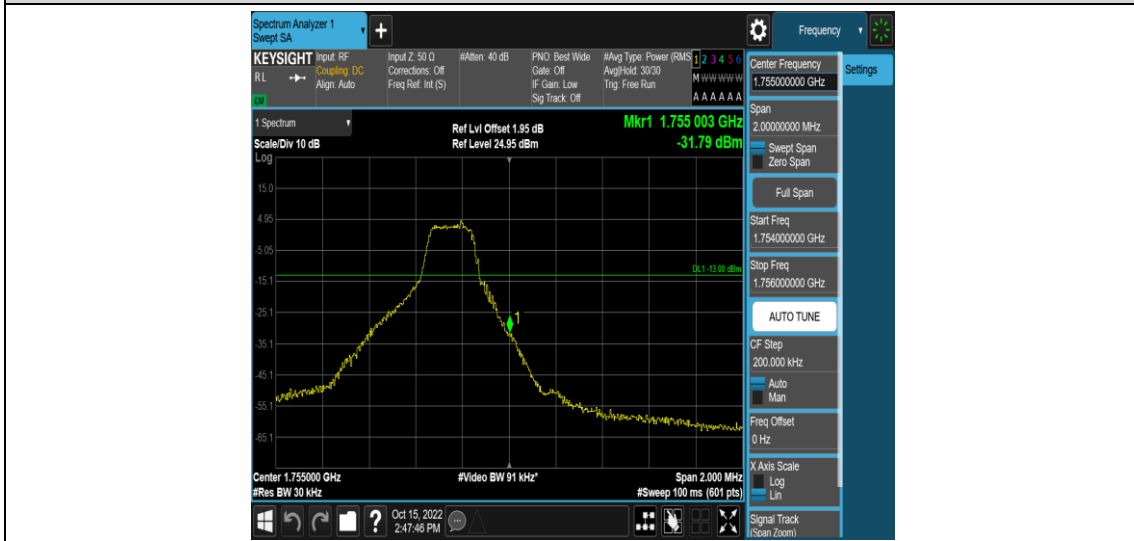 Spectrum Analyzer 1
Swept SA
+
Frequency
KEYSIGHT
RL
Input: RF
Coupling: DC
Align: Auto
Input Z: 50 Ω
Corrections: Off
Freq Ref: Int (S)
#Atten: 40 dB
PNO: Best Wide
Gate: Off
IF Gain: Low
Sig Track: Off
#Avg Type: Power (RMS
Avg|Hold: 30/30
Trig: Free Run
1 2 3 4 5 6
M W W W W W
A A A A A A
1 Spectrum
Scale/Div 10 dB
Log
Ref Lvl Offset 1.95 dB
Ref Level 24.95 dBm
Mkr1 1.755 003 GHz
-31.79 dBm
15.0
4.95
-5.05
-15.1
-25.1
-35.1
-45.1
-55.1
-65.1
DL1 -13.00 dBm
1
Center 1.755000 GHz
#Res BW 30 kHz
#Video BW 91 kHz*
Span 2.000 MHz
#Sweep 100 ms (601 pts)
?
Oct 15, 2022
2:47:46 PM
Center Frequency
1.755000000 GHz
Settings
Span
2.00000000 MHz
Swept Span
Zero Span
Full Span
Start Freq
1.754000000 GHz
Stop Freq
1.756000000 GHz
AUTO TUNE
CF Step
200.000 kHz
Auto
Man
Freq Offset
0 Hz
X Axis Scale
Log
Lin
Signal Track
(Span Zoom)